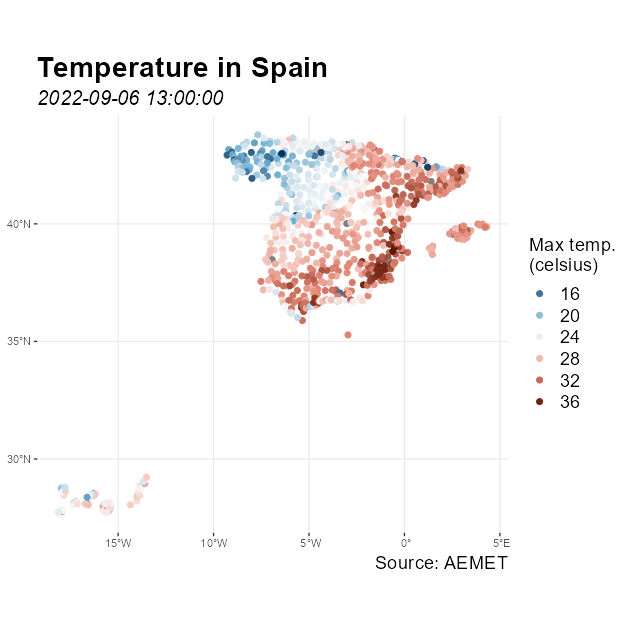 Temperature in Spain
2022-09-06 13:00:00
40°N
35°N
30°N
15°W
10°W
5°W
0°
5°E
Max temp.
(celsius)
16
20
24
28
32
36
Source: AEMET